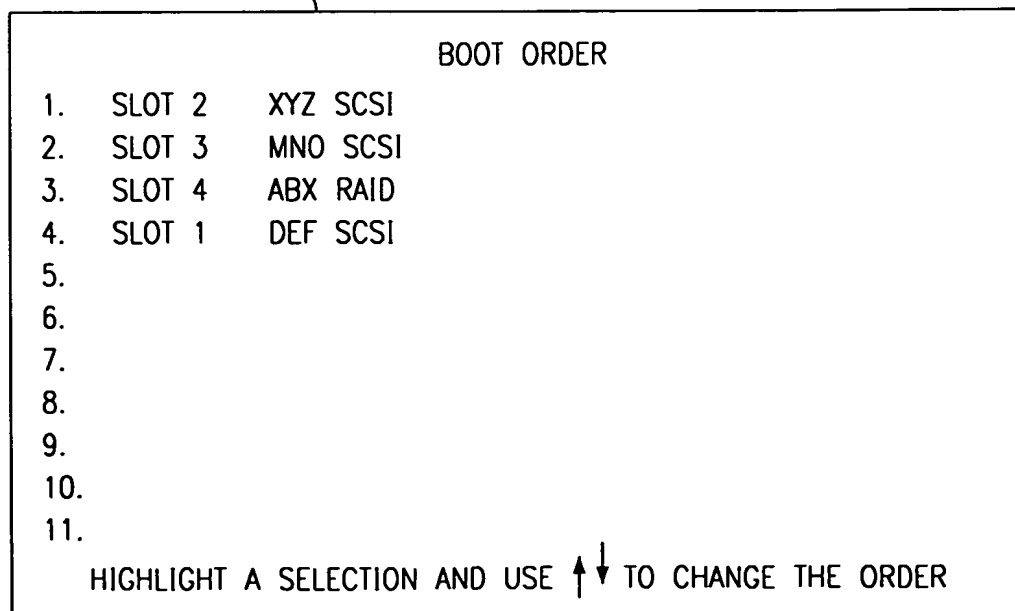 BOOT ORDER
1. SLOT 2 XYZ SCSI
2. SLOT 3 MNO SCSI
3. SLOT 4 ABX RAID
4. SLOT 1 DEF SCSI
5.
6.
7.
8.
9.
10.
11.
HIGHLIGHT A SELECTION AND USE ↑↓ TO CHANGE THE ORDER